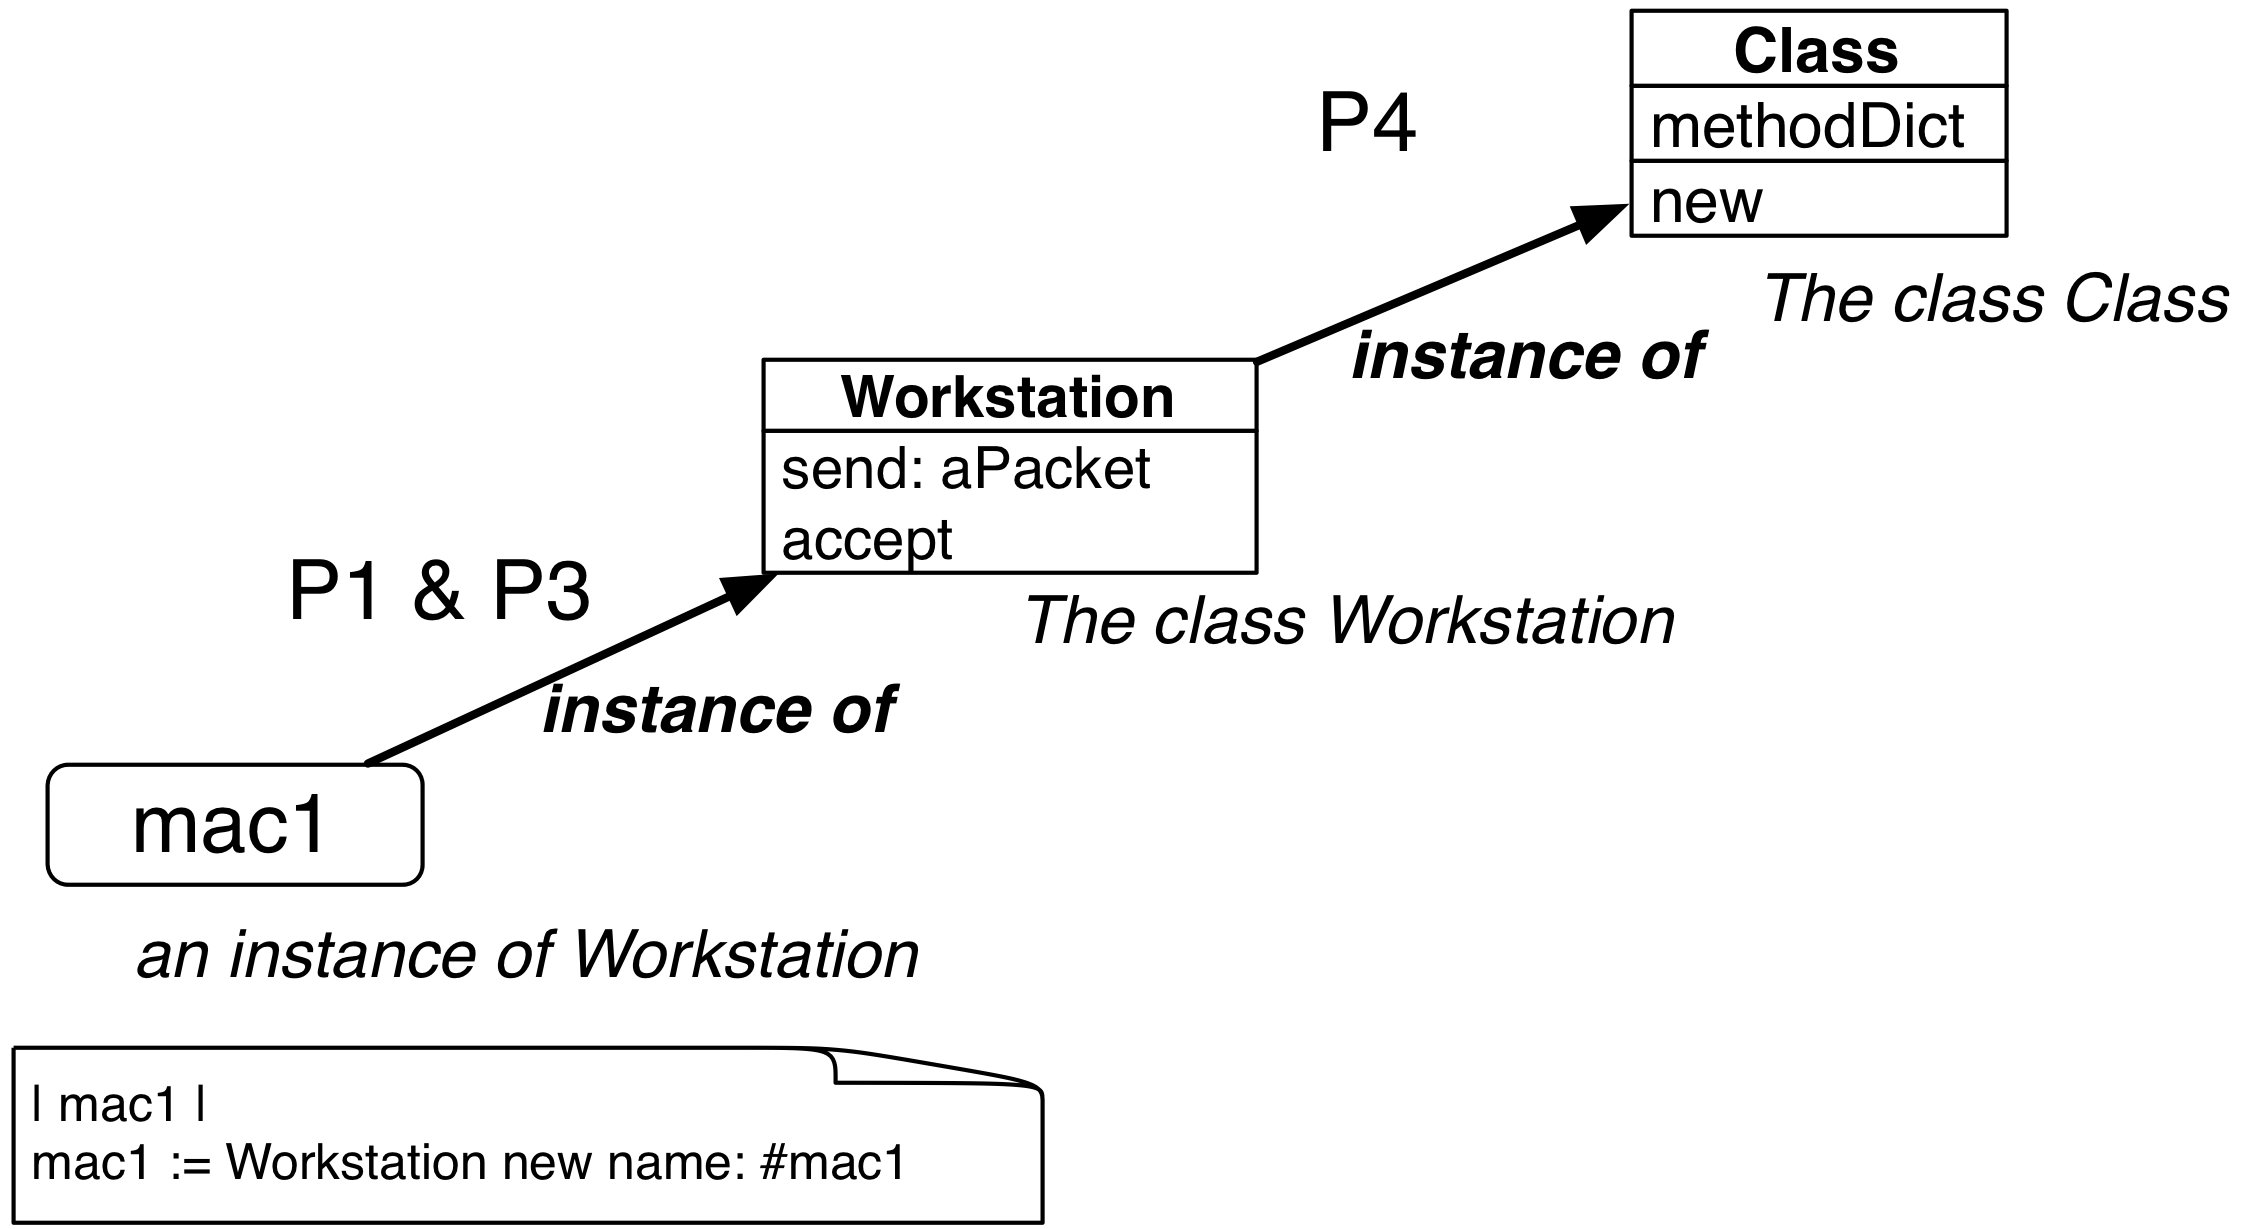 Class
methodDict
new
P4
The class Class
instance of
Workstation
send: aPacket
accept
P1 & P3
The class Workstation
instance of
mac1
an instance of Workstation
| mac1 |
mac1 := Workstation new name: #mac1